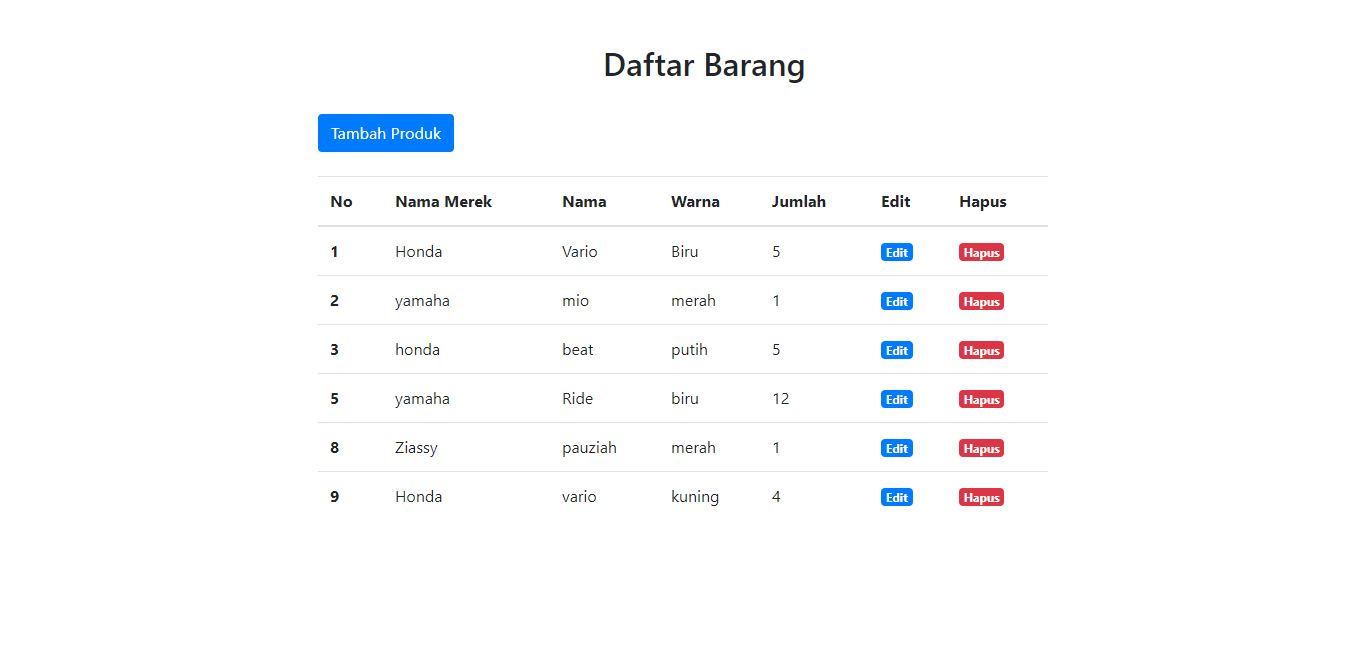 Daftar Barang
Tambah Produk
No Nama Merek Nama Warna Jumlah Edit Hapus
1 Honda Vario Biru 5 Edit Hapus
2 yamaha mio merah 1 Edit Hapus
3 honda beat putih 5 Edit Hapus
5 yamaha Ride biru 12 Edit Hapus
8 Ziassy pauziah merah 1 Edit Hapus
9 Honda vario kuning 4 Edit Hapus